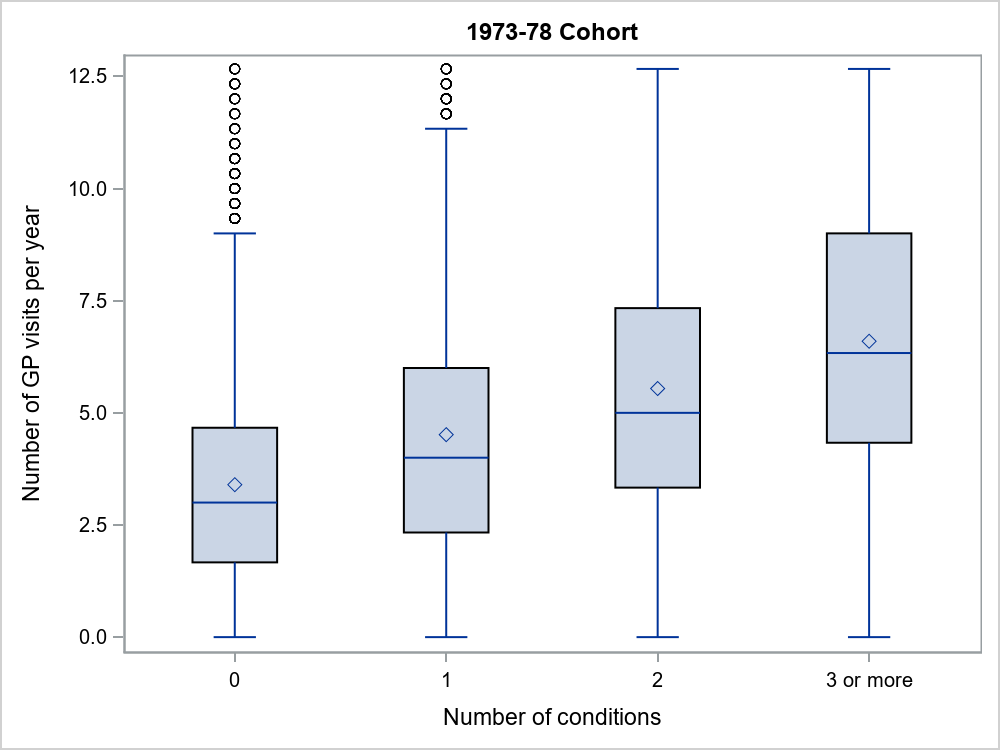 1973-78 Cohort
Number of GP visits per year
12.5
10.0
7.5
5.0
2.5
0.0
0
1
2
3 or more
Number of conditions